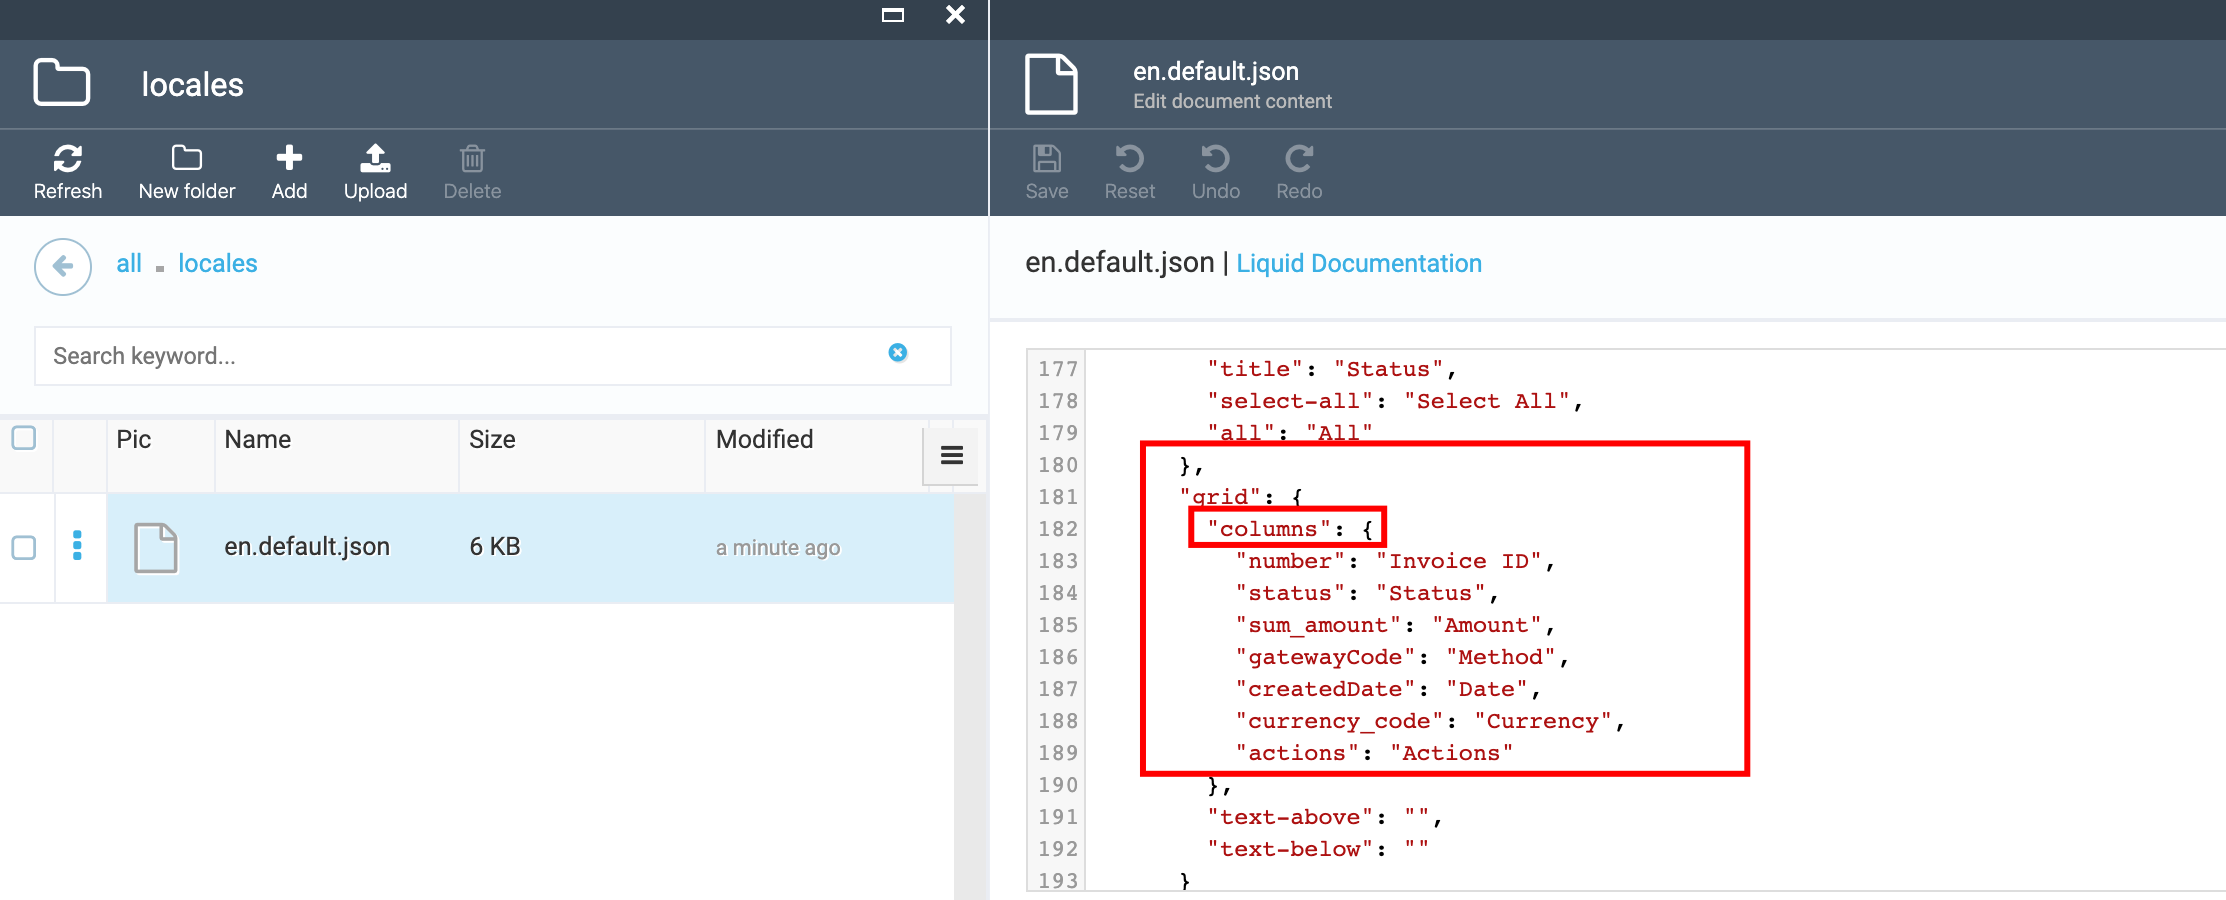 locales
Refresh
New folder
Add
Upload
Delete
all
locales
Search keyword...
Pic
Name
Size
Modified
en.default.json
6 KB
a minute ago
en.default.json
Edit document content
Save
Reset
Undo
Redo
en.default.json | Liquid Documentation
177 "title": "Status",
178 "select-all": "Select All",
179 "all": "All"
180 },
181 "grid": {
182 "columns": {
183 "number": "Invoice ID",
184 "status": "Status",
185 "sum_amount": "Amount",
186 "gatewayCode": "Method",
187 "createdDate": "Date",
188 "currency_code": "Currency",
189 "actions": "Actions"
190 },
191 "text-above": "",
192 "text-below": ""
193 }